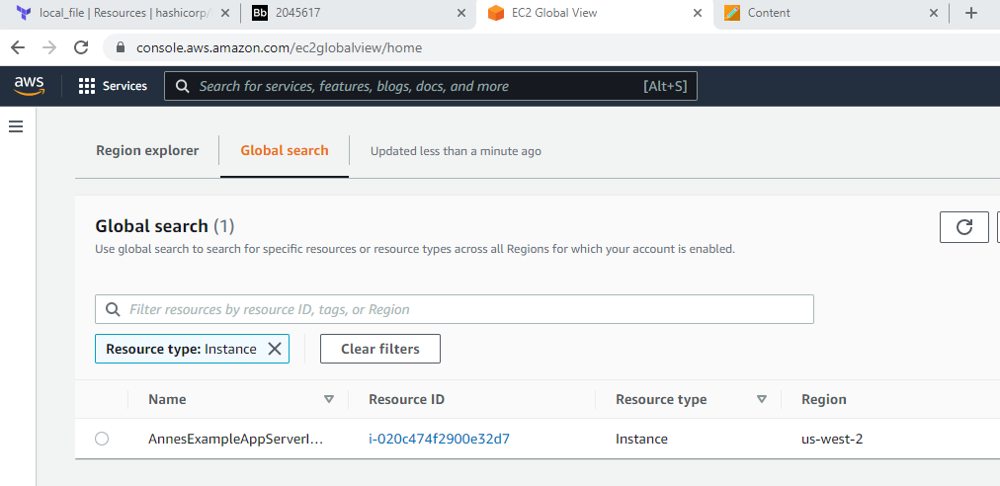 local_file | Resources | hashicorp/
Bb 2045617
EC2 Global View
Content
console.aws.amazon.com/ec2globalview/home
aws Services Search for services, features, blogs, docs, and more [Alt+S]
Region explorer Global search Updated less than a minute ago
Global search (1)
Use global search to search for specific resources or resource types across all Regions for which your account is enabled.
Filter resources by resource ID, tags, or Region
Resource type: Instance Clear filters
Name Resource ID Resource type Region
AnnesExampleAppServerI... i-020c474f2900e32d7 Instance us-west-2